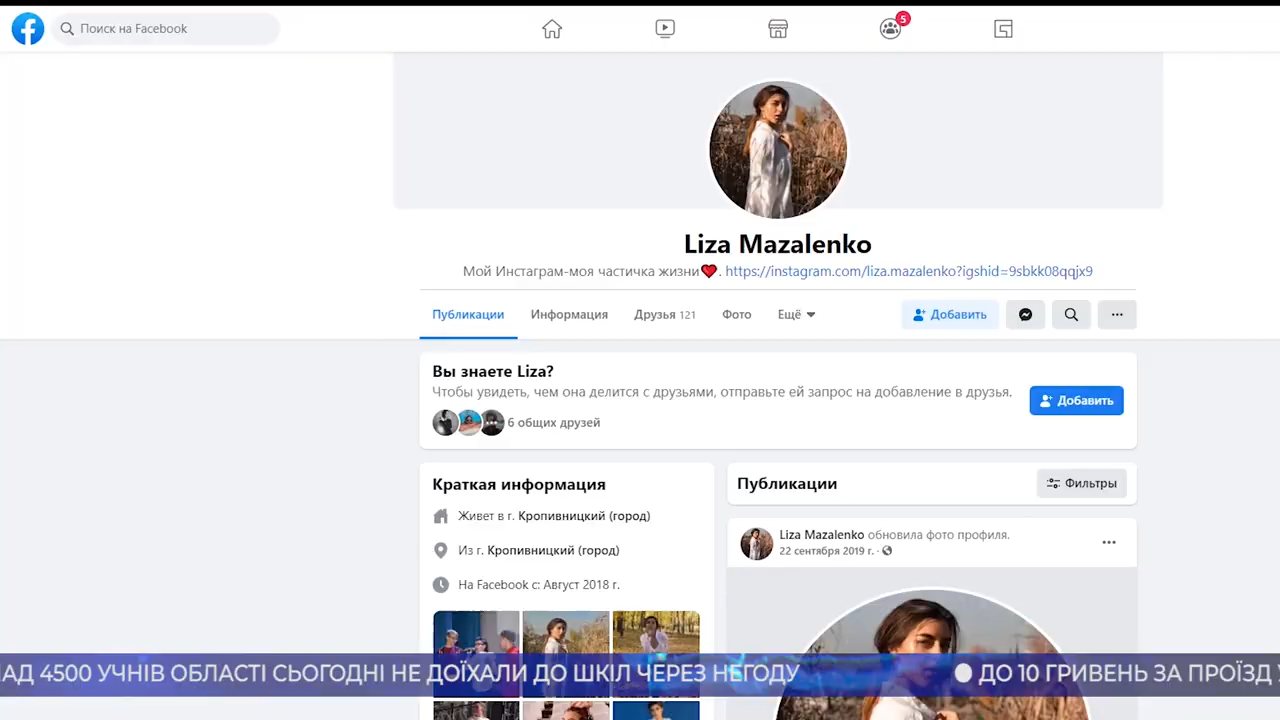 Поиск на Facebook
5
Liza Mazalenko
Мой Инстаграм-моя частичка жизни❤. https://instagram.com/liza.mazalenko?igshid=9sbkk08qqjx9
Публикации Информация Друзья 121 Фото Ещё Добавить
Вы знаете Liza?
Чтобы увидеть, чем она делится с друзьями, отправьте ей запрос на добавление в друзья.
Добавить
6 общих друзей
Краткая информация
Живет в г. Кропивницкий (город)
Из г. Кропивницкий (город)
На Facebook с: Август 2018 г.
Публикации
Фильтры
Liza Mazalenko обновила фото профиля.
22 сентября 2019 г. ·
НАД 4500 УЧНІВ ОБЛАСТІ СЬОГОДНІ НЕ ДОЇХАЛИ ДО ШКІЛ ЧЕРЕЗ НЕГОДУ ● ДО 10 ГРИВЕНЬ ЗА ПРОЇЗД